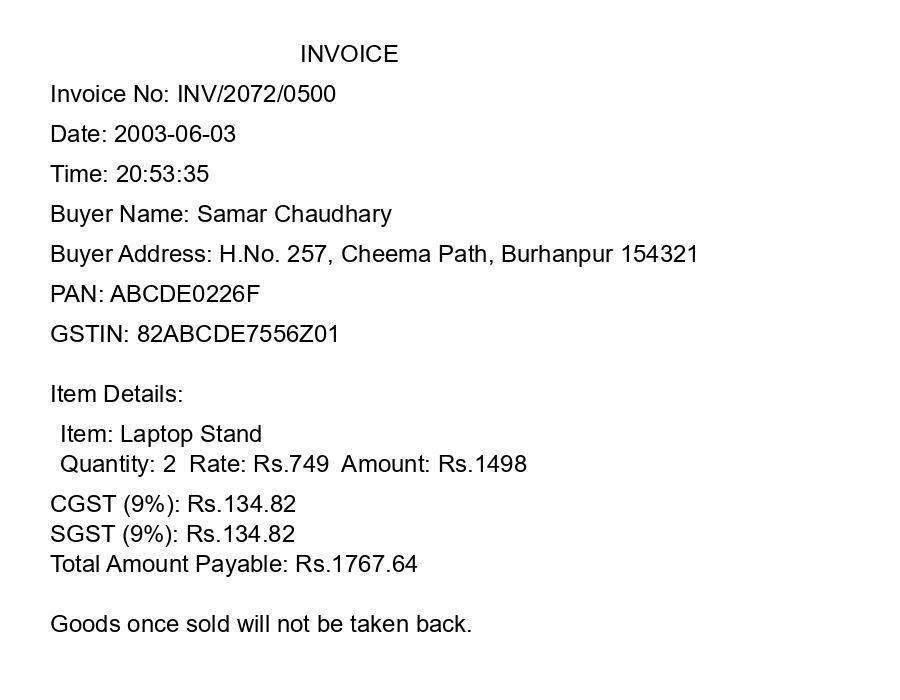 INVOICE
Invoice No: INV/2072/0500
Date: 2003-06-03
Time: 20:53:35
Buyer Name: Samar Chaudhary
Buyer Address: H.No. 257, Cheema Path, Burhanpur 154321
PAN: ABCDE0226F
GSTIN: 82ABCDE7556Z01
Item Details:
Item: Laptop Stand
Quantity: 2  Rate: Rs.749  Amount: Rs.1498
CGST (9%): Rs.134.82
SGST (9%): Rs.134.82
Total Amount Payable: Rs.1767.64
Goods once sold will not be taken back.